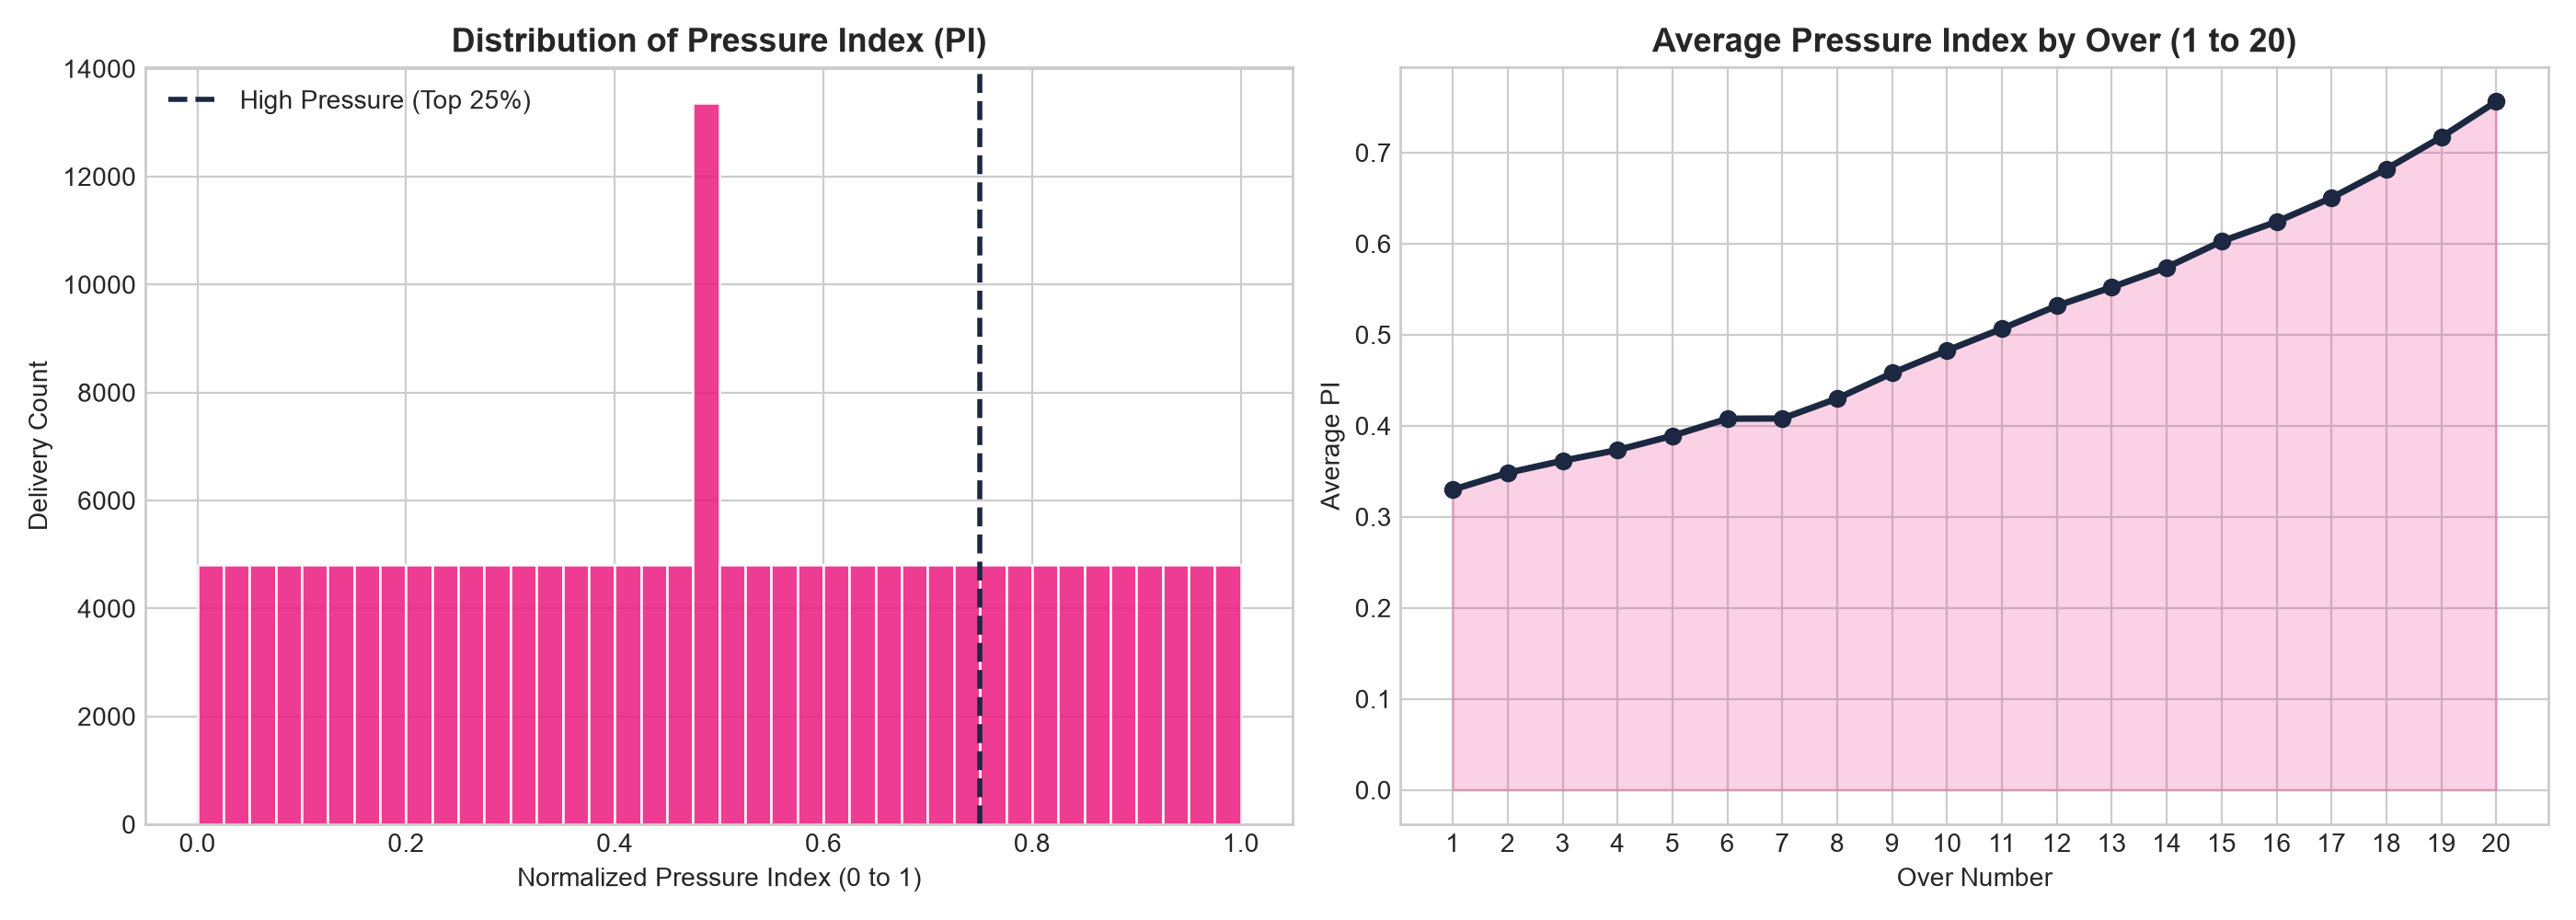 Distribution of Pressure Index (PI)
14000
12000
10000
8000
6000
4000
2000
0
Delivery Count
High Pressure (Top 25%)
0.0 0.2 0.4 0.6 0.8 1.0
Normalized Pressure Index (0 to 1)
Average Pressure Index by Over (1 to 20)
0.7
0.6
0.5
0.4
0.3
0.2
0.1
0.0
Average PI
1 2 3 4 5 6 7 8 9 10 11 12 13 14 15 16 17 18 19 20
Over Number